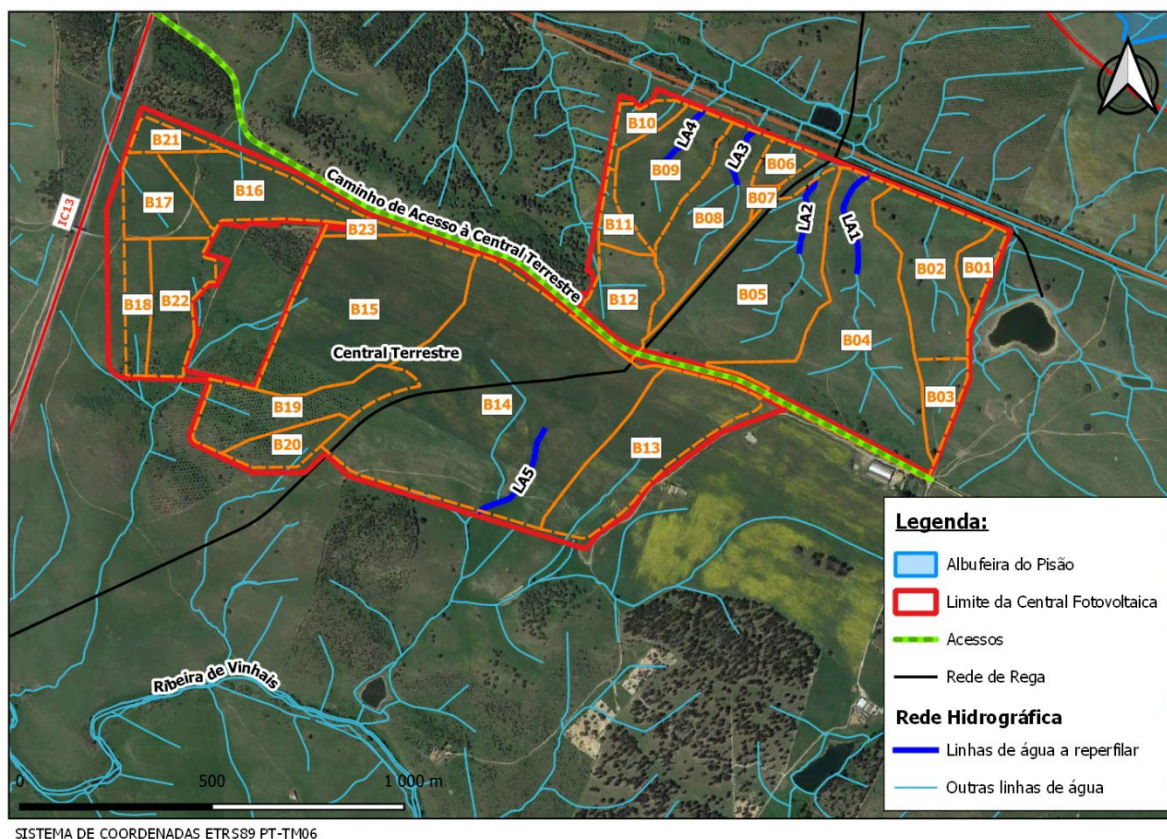 B10
LA4
LA3
B21
B06
B16
B09
IC13
Caminho de Acesso à Central Terrestre
B07
LA2
B17
B08
LA1
B11
B23
B02
B01
B12
B18
B22
B05
B15
Central Terrestre
B04
B03
B19
B14
B20
B13
LA5
Ribeira de Vinhais
0
500
1 000 m
Legenda:
Albufeira do Pisão
Limite da Central Fotovoltaica
Acessos
Rede de Rega
Rede Hidrográfica
Linhas de água a reperfilar
Outras linhas de água
SISTEMA DE COORDENADAS ETRS89 PT-TM06